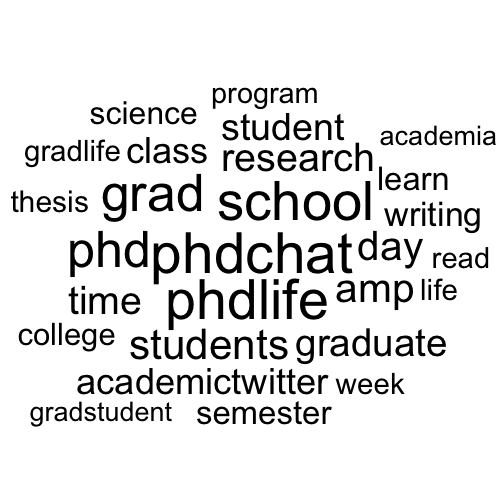 program
science student academia
gradlife class research
thesis grad school learn
writing
phd phdchat day read
time phdlife amp life
college students graduate
academictwitter week
gradstudent semester